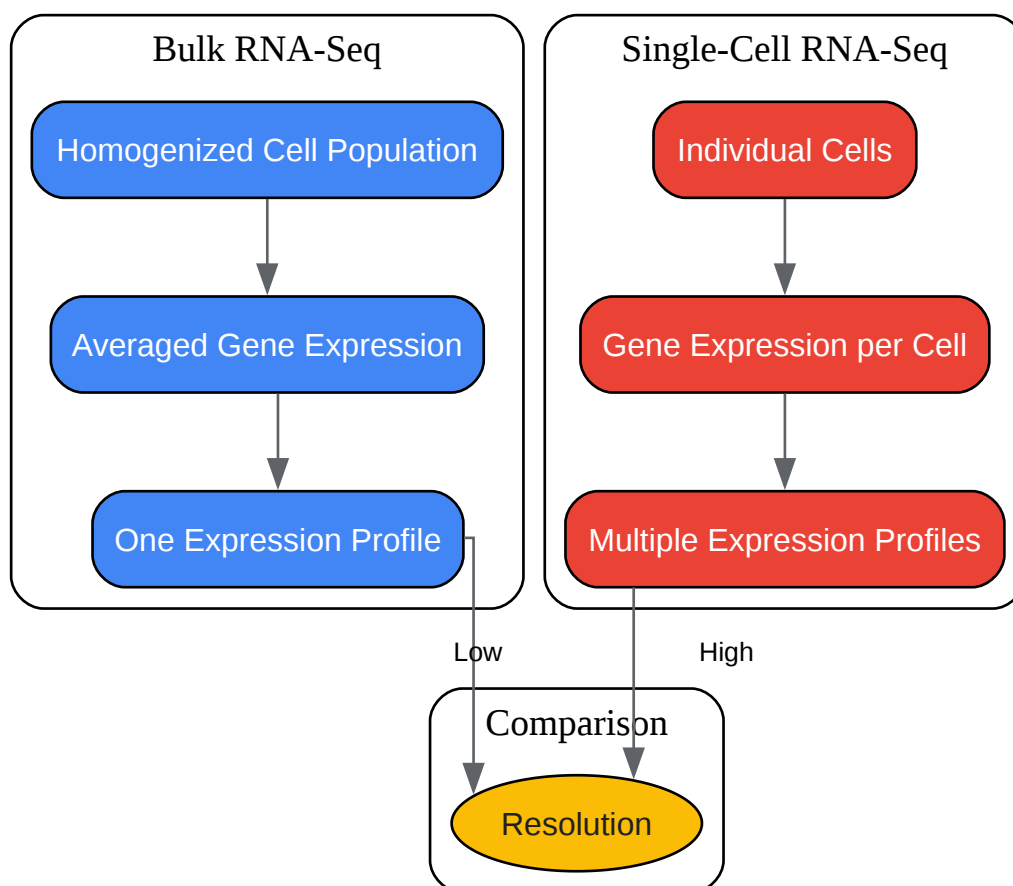 Bulk RNA-Seq
Homogenized Cell Population
Averaged Gene Expression
One Expression Profile
Single-Cell RNA-Seq
Individual Cells
Gene Expression per Cell
Multiple Expression Profiles
Low
High
Comparison
Resolution